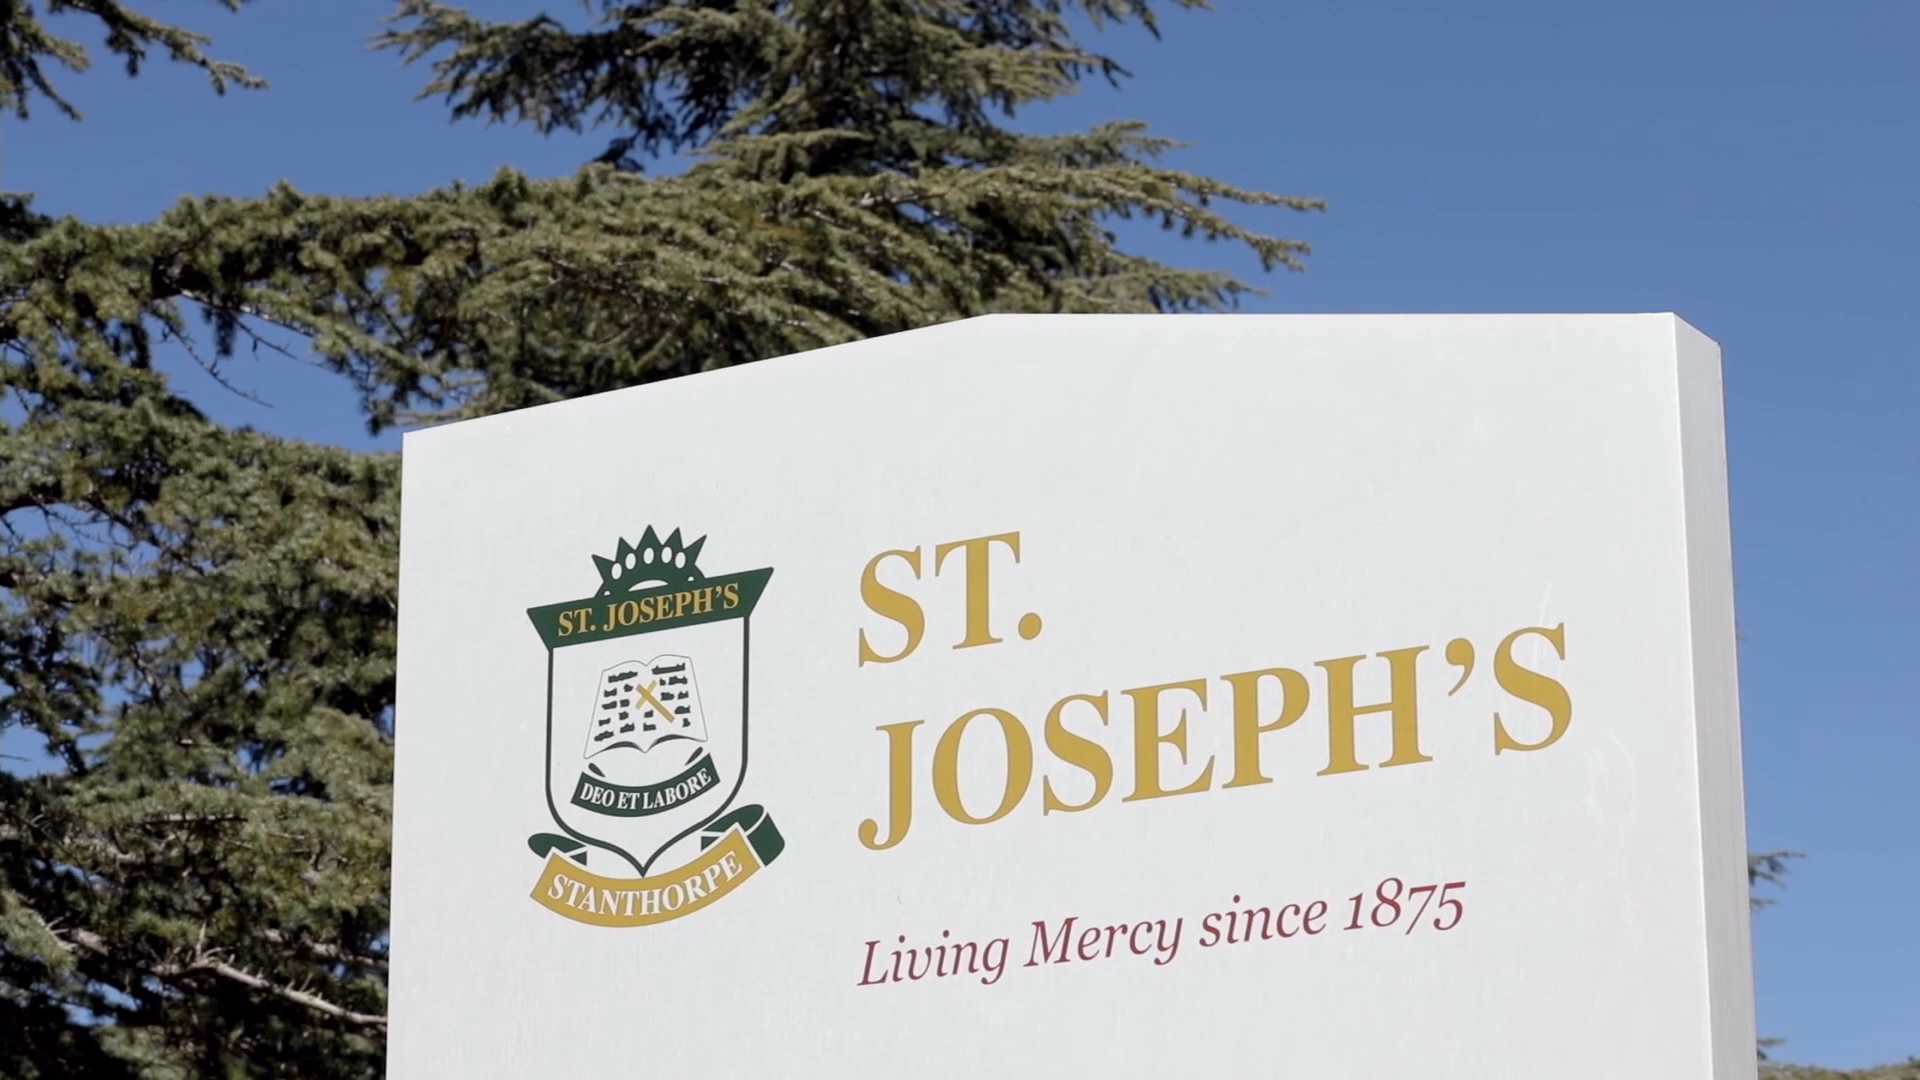 ST. JOSEPH'S
DEO ET LABORE
STANTHORPE
ST.
JOSEPH'S
Living Mercy since 1875